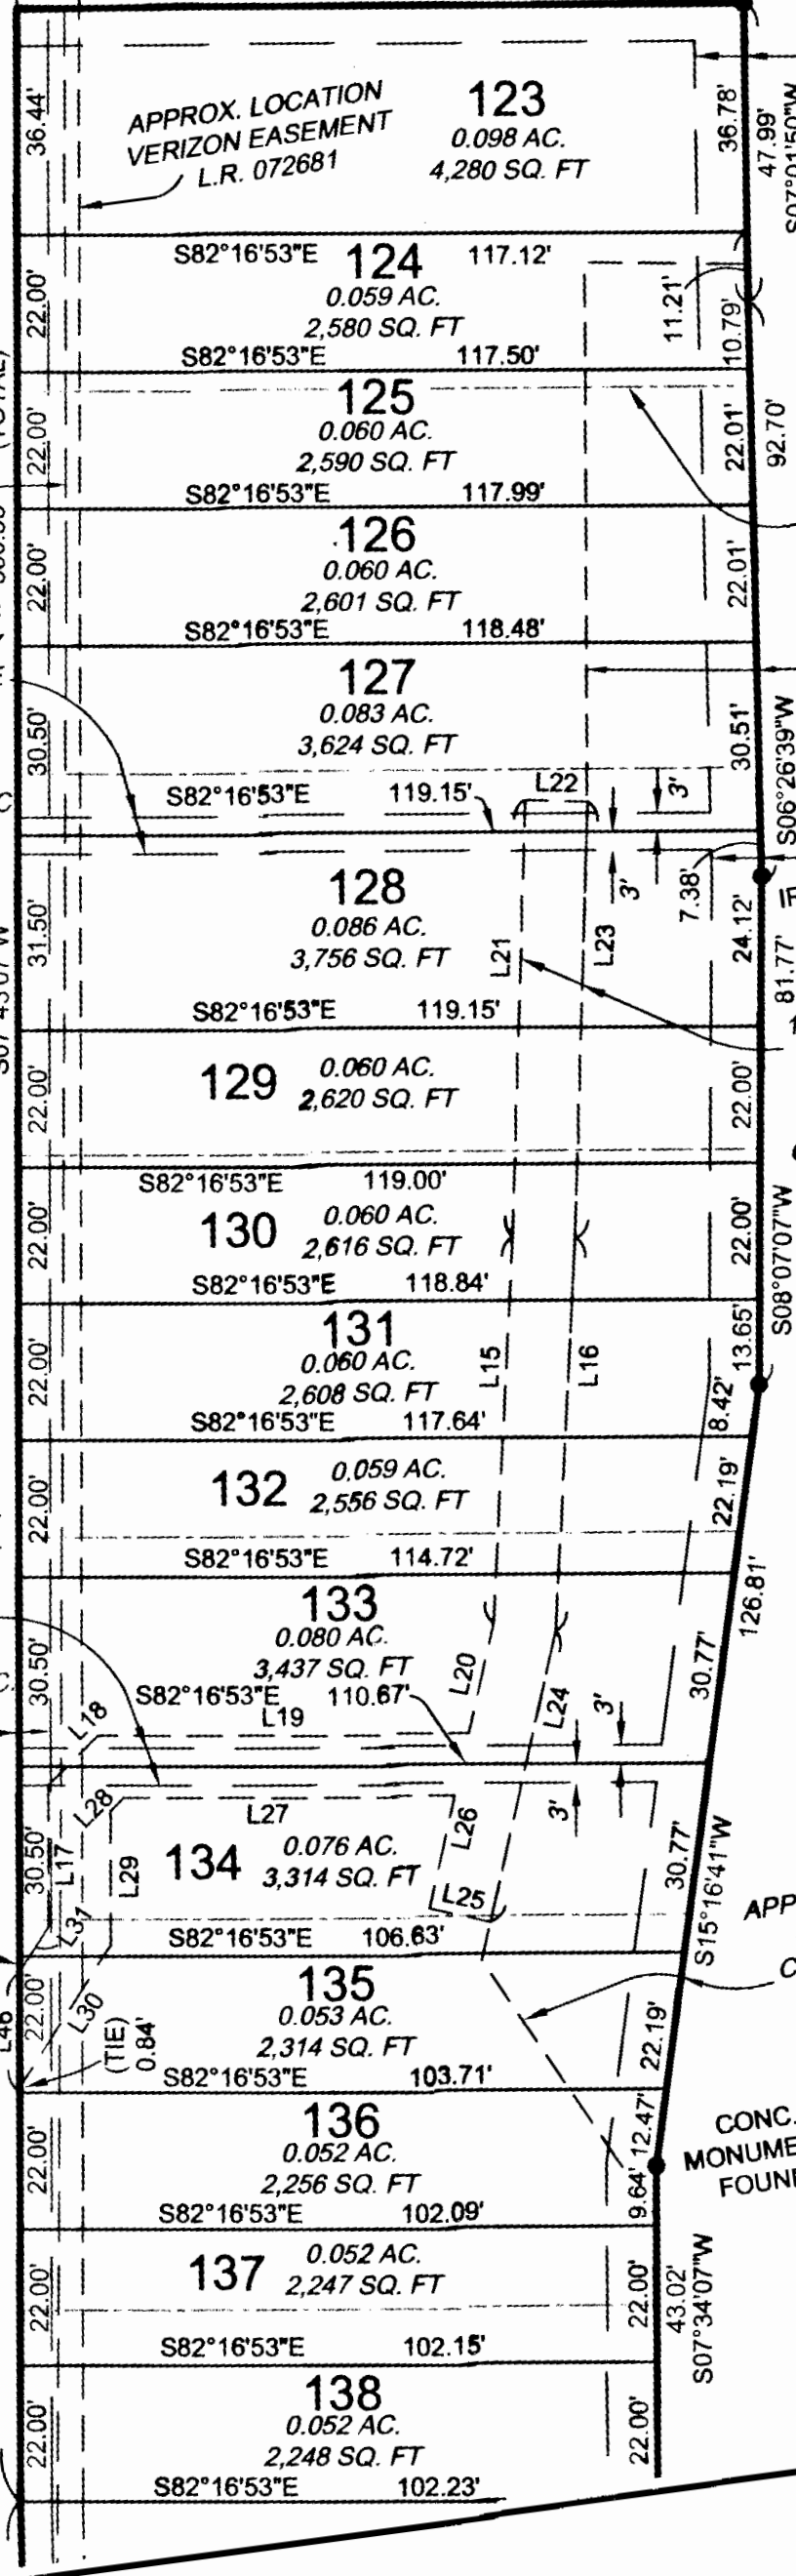 36.44'
APPROX. LOCATION
VERIZON EASEMENT
L.R. 072681
123
0.098 AC.
4,280 SQ. FT
36.78'
47.99'
S07°01'50"W
S82°16'53"E 124 117.12'
0.059 AC.
2,580 SQ. FT
22.00'
11.21'
10.79'
S82°16'53"E 117.50'
125
0.060 AC.
2,590 SQ. FT
22.00'
22.01'
92.70'
S82°16'53"E 117.99'
126
0.060 AC.
2,601 SQ. FT
22.00'
22.01'
S82°16'53"E 118.48'
127
0.083 AC.
3,624 SQ. FT
30.50'
30.51'
S06°26'39"W
S82°16'53"E 119.15'
L22
3'
3'
128
0.086 AC.
3,756 SQ. FT
31.50'
L21
L23
7.38'
24.12'
81.77'
S82°16'53"E 119.15'
129
0.060 AC.
2,620 SQ. FT
22.00'
22.00'
S82°16'53"E 119.00'
130
0.060 AC.
2,616 SQ. FT
22.00'
22.00'
S08°07'07"W
S82°16'53"E 118.84'
131
0.060 AC.
2,608 SQ. FT
22.00'
L15
L16
13.65'
8.42'
S82°16'53"E 117.64'
132
0.059 AC.
2,556 SQ. FT
22.00'
22.19'
S82°16'53"E 114.72'
126.81'
133
0.080 AC.
3,437 SQ. FT
30.50'
L20
L24
30.77'
S82°16'53"E 110.67'
L18
L19
3'
3'
L28
L27
L26
134
0.076 AC.
3,314 SQ. FT
30.50'
L17
L29
L31
L25
30.77'
S15°16'41"W
APP
S82°16'53"E 106.63'
135
0.053 AC.
2,314 SQ. FT
L46
22.00'
L30
(TIE)
0.84'
22.19'
S82°16'53"E 103.71'
136
0.052 AC.
2,256 SQ. FT
22.00'
12.47'
9.64'
CONC.
MONUME
FOUN
S82°16'53"E 102.09'
137
0.052 AC.
2,247 SQ. FT
22.00'
22.00'
43.02'
S07°34'07"W
S82°16'53"E 102.15'
138
0.052 AC.
2,248 SQ. FT
22.00'
22.00'
S82°16'53"E 102.23'